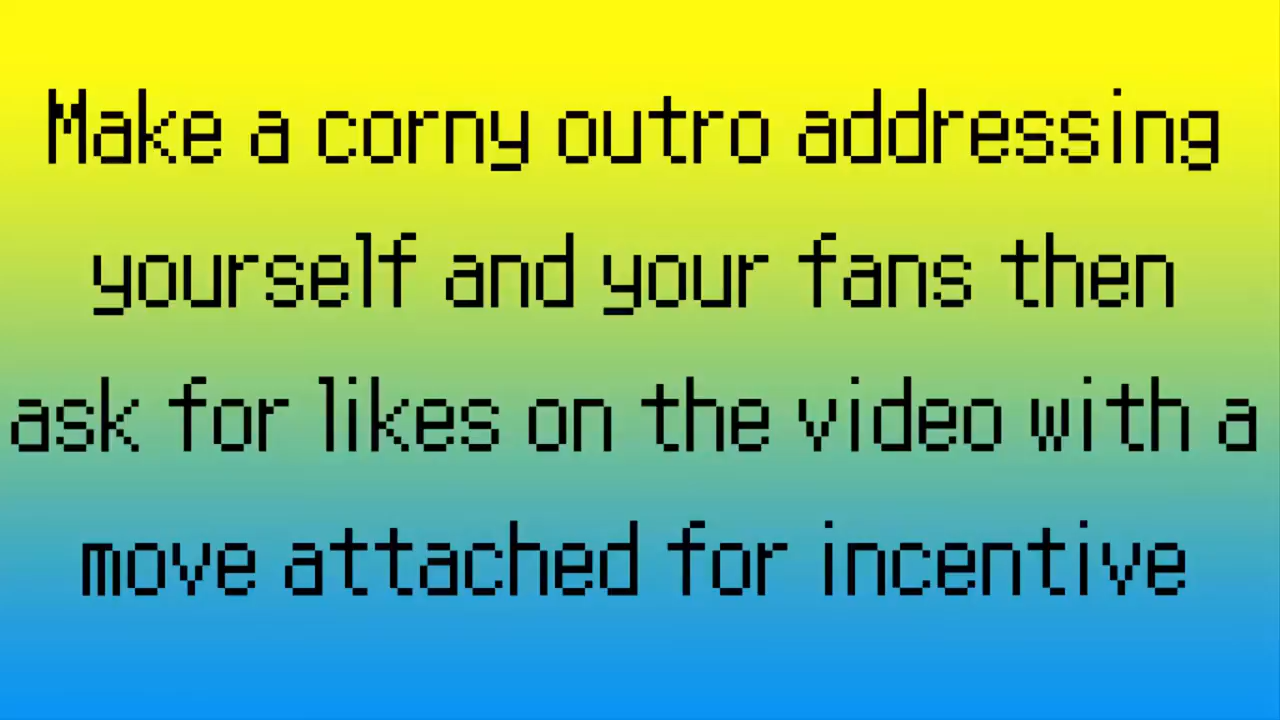 Make a corny outro addressing
yourself and your fans then
ask for likes on the video with a
move attached for incentive